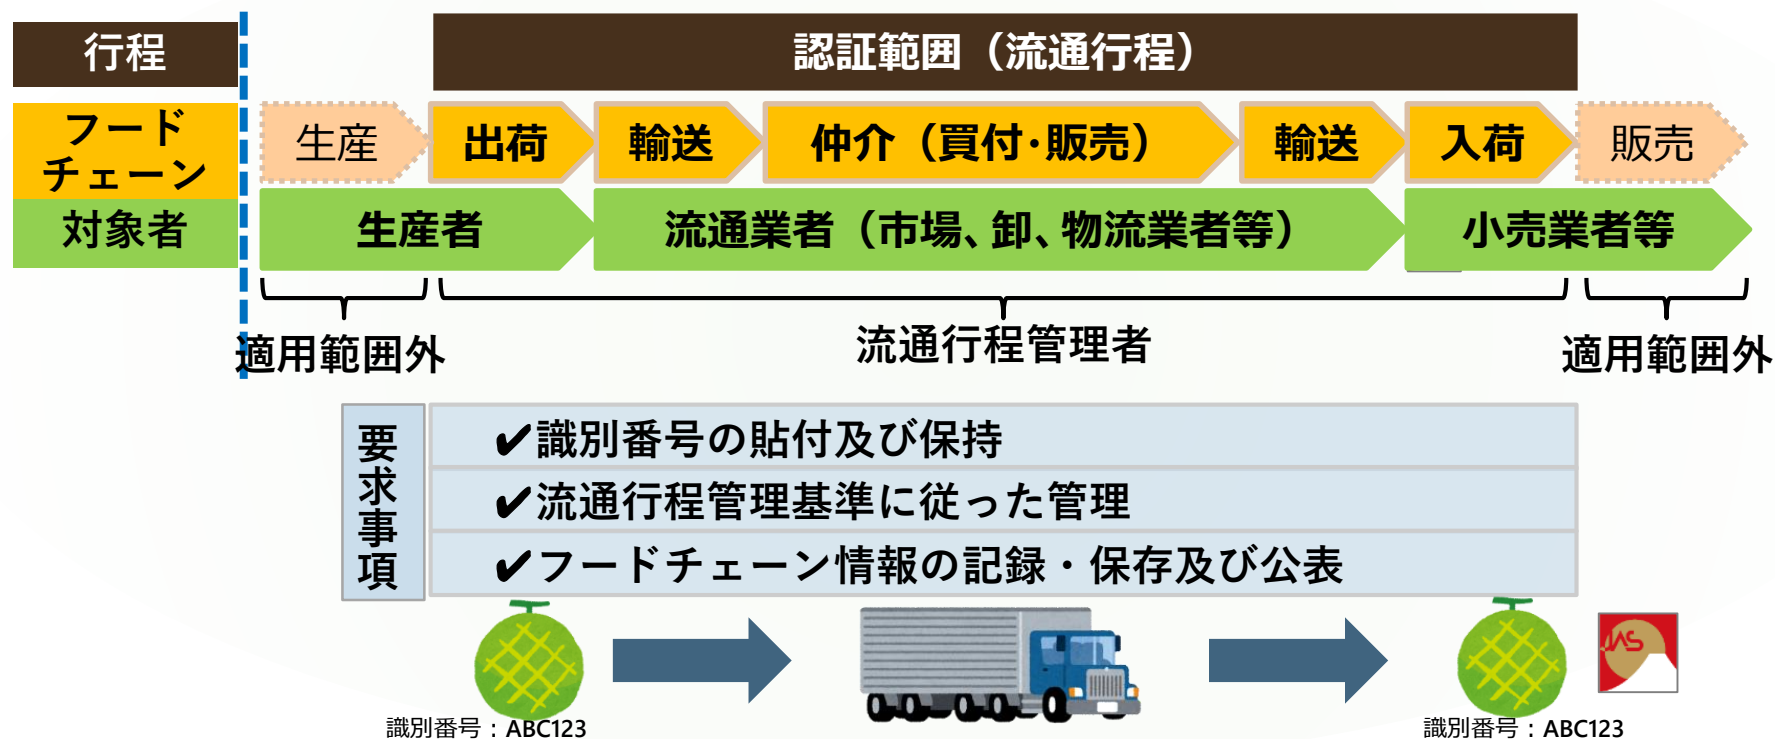 行程
認証範囲（流通行程）
フード
チェーン
生産
出荷
輸送
仲介（買付・販売）
輸送
入荷
販売
対象者
生産者
流通業者（市場、卸、物流業者等）
小売業者等
適用範囲外
流通行程管理者
適用範囲外
要求事項
✔識別番号の貼付及び保持
✔流通行程管理基準に従った管理
✔フードチェーン情報の記録・保存及び公表
JAS
識別番号：ABC123
識別番号：ABC123